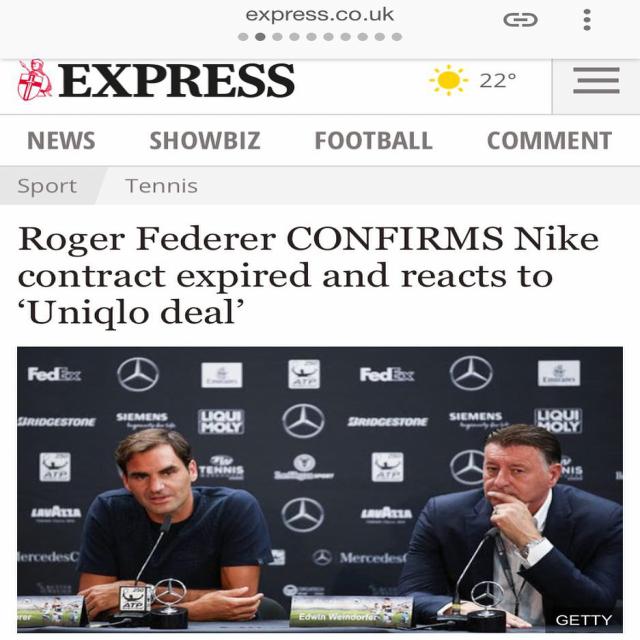 express.co.uk
EXPRESS
22°
NEWS SHOWBIZ FOOTBALL COMMENT
Sport Tennis
Roger Federer CONFIRMS Nike
contract expired and reacts to
‘Uniqlo deal’
FedEx Emirates ATP FedEx Emirates
BRIDGESTONE SIEMENS LIQUI MOLY BRIDGESTONE SIEMENS LIQUI MOLY
ATP TENNIS ATP
LAVAZZA LAVAZZA
Mercedes
250
ATP
Edwin Weindorfer
GETTY